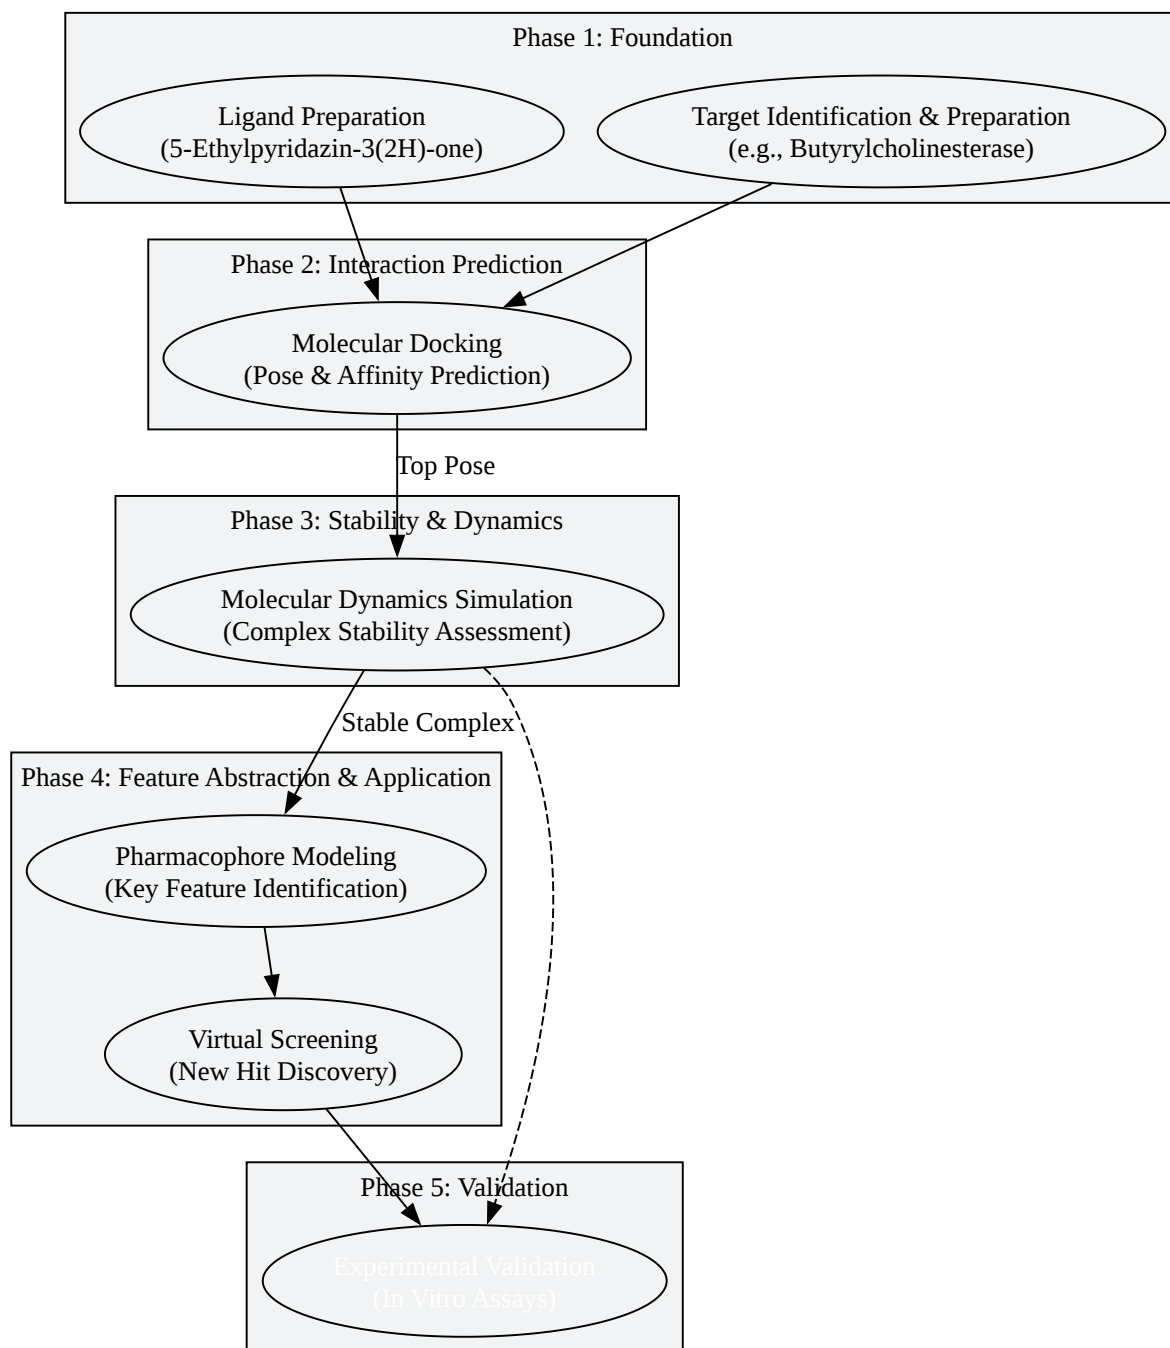 Phase 1: Foundation
Ligand Preparation
(5-Ethylpyridazin-3(2H)-one)
Target Identification & Preparation
(e.g., Butyrylcholinesterase)
Phase 2: Interaction Prediction
Molecular Docking
(Pose & Affinity Prediction)
Top Pose
Phase 3: Stability & Dynamics
Molecular Dynamics Simulation
(Complex Stability Assessment)
Stable Complex
Phase 4: Feature Abstraction & Application
Pharmacophore Modeling
(Key Feature Identification)
Virtual Screening
(New Hit Discovery)
Phase 5: Validation
Experimental Validation
(In Vitro Assays)